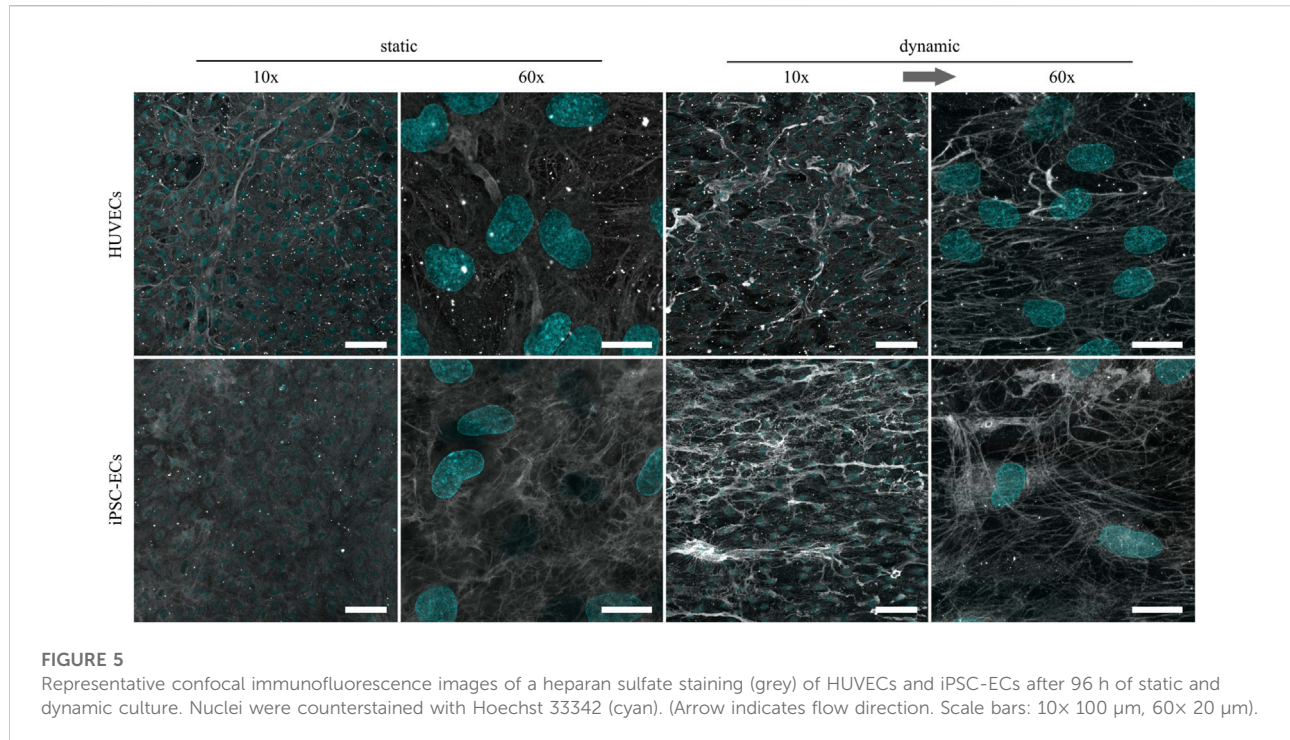 static
dynamic
10x
60x
10x
60x
HUVECs
iPSC-ECs
FIGURE 5
Representative confocal immunofluorescence images of a heparan sulfate staining (grey) of HUVECs and iPSC-ECs after 96 h of static and
dynamic culture. Nuclei were counterstained with Hoechst 33342 (cyan). (Arrow indicates flow direction. Scale bars: 10× 100 μm, 60× 20 μm).